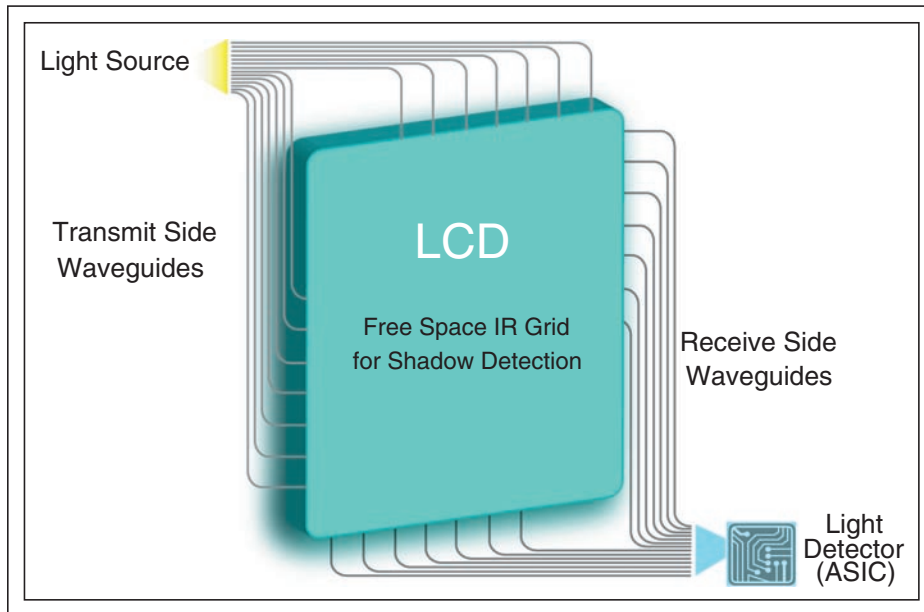 Light Source
Transmit Side
Waveguides
LCD
Free Space IR Grid
for Shadow Detection
Receive Side
Waveguides
Light
Detector
(ASIC)